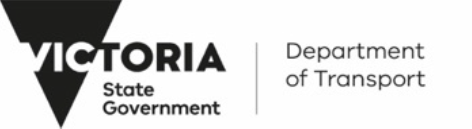 VICTORIA
State
Government
Department
of Transport